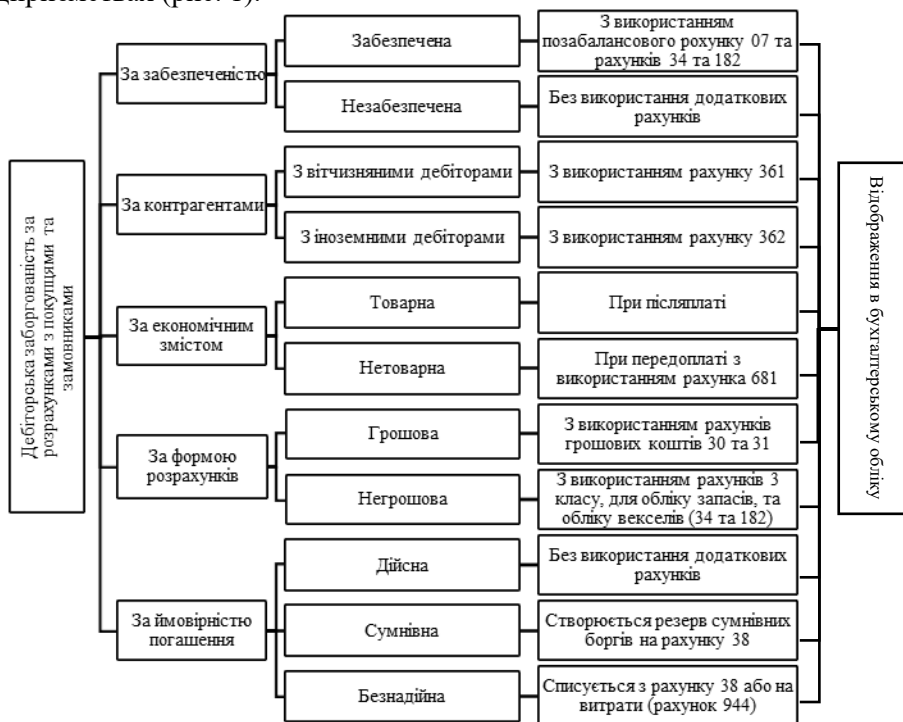 (рис. 1).
Дебіторська заборгованість за
розрахунками з покупцями та
замовниками
За забезпеченістю
Забезпечена
З використанням
позабалансового рохунку 07 та
рахунків 34 та 182
Незабезпечена
Без використання додаткових
рахунків
За контрагентами
З вітчизняними дебіторами
З використанням рахунку 361
З іноземними дебіторами
З використанням рахунку 362
За економічним
змістом
Товарна
При післяплаті
Нетоварна
При передоплаті з
використанням рахунка 681
За формою
розрахунків
Грошова
З використанням рахунків
грошових коштів 30 та 31
Негрошова
З використанням рахунків 3
класу, для обліку запасів, та
обліку векселів (34 та 182)
За ймовірністю
погашення
Дійсна
Без використання додаткових
рахунків
Сумнівна
Створюється резерв сумнівних
боргів на рахунку 38
Безнадійна
Списується з рахунку 38 або на
витрати (рахунок 944)
Відображення в бухгалтерському обліку